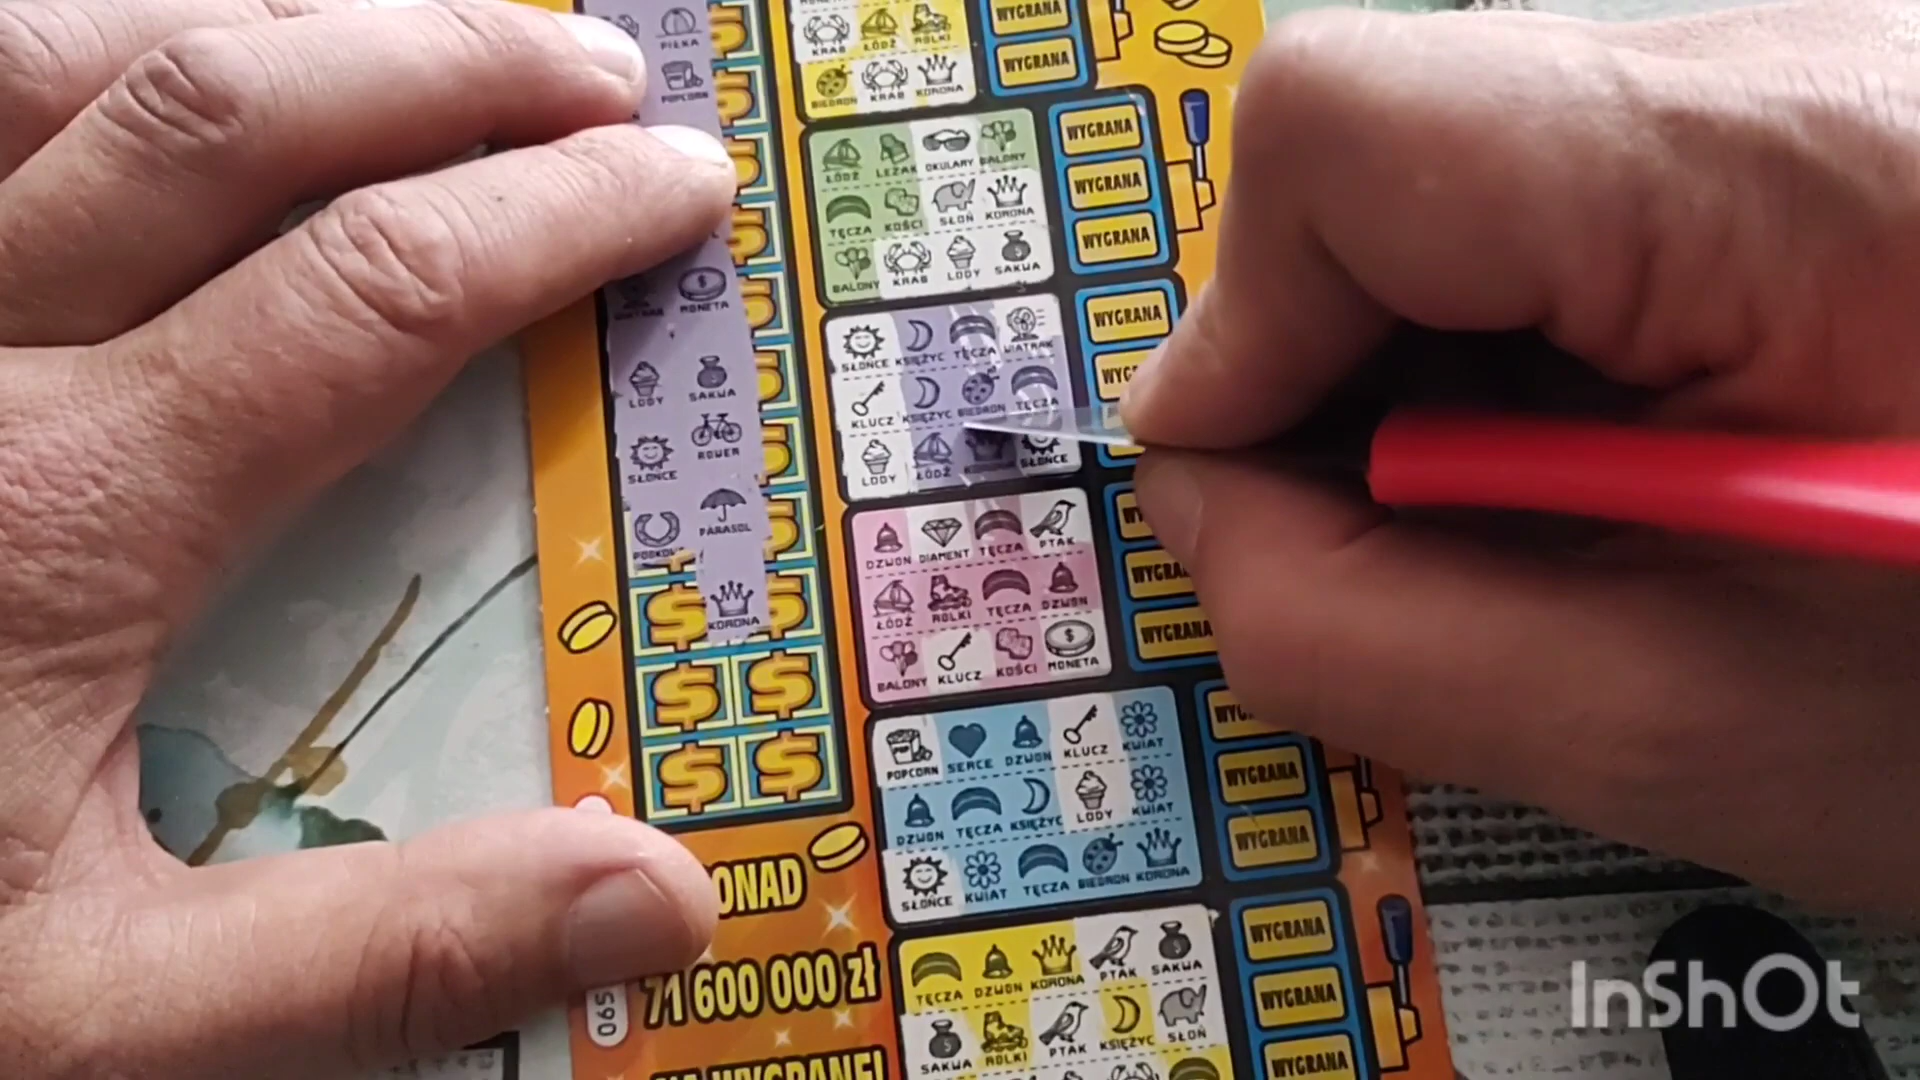 PIŁKA
POPCORN
MONETA
LODY SAKWA
ROWER
SŁOŃCE
PARASOL
KORONA
ONAD
71 600 000 zł
590
KRAB ŁÓDŹ ROLKI
BIEDRON KRAB KORONA
WYGRANA
WYGRANA
ŁÓDŹ LEŻAK OKULARY BALONY
TĘCZA KOŚCI SŁOŃ KORONA
BALONY KRAB LODY SAKWA
WYGRANA
WYGRANA
WYGRANA
SŁOŃCE KSIĘŻYC TĘCZA WIATRAK
KLUCZ KSIĘŻYC BIEDRON TĘCZA
LODY ŁÓDŹ SŁOŃCE
WYGRANA
DZWON DIAMENT TĘCZA PTAK
ŁÓDŹ ROLKI TĘCZA DZWON
BALONY KLUCZ KOŚCI MONETA
WYGRANA
POPCORN SERCE DZWON KLUCZ KWIAT
DZWON TĘCZA KSIĘŻYC LODY KWIAT
SŁOŃCE KWIAT TĘCZA BIEDRON KORONA
WYGRANA
WYGRANA
TĘCZA DZWON KORONA PTAK SAKWA
SAKWA ROLKI PTAK KSIĘŻYC SŁOŃ
WYGRANA
WYGRANA
WYGRANA
InShOt